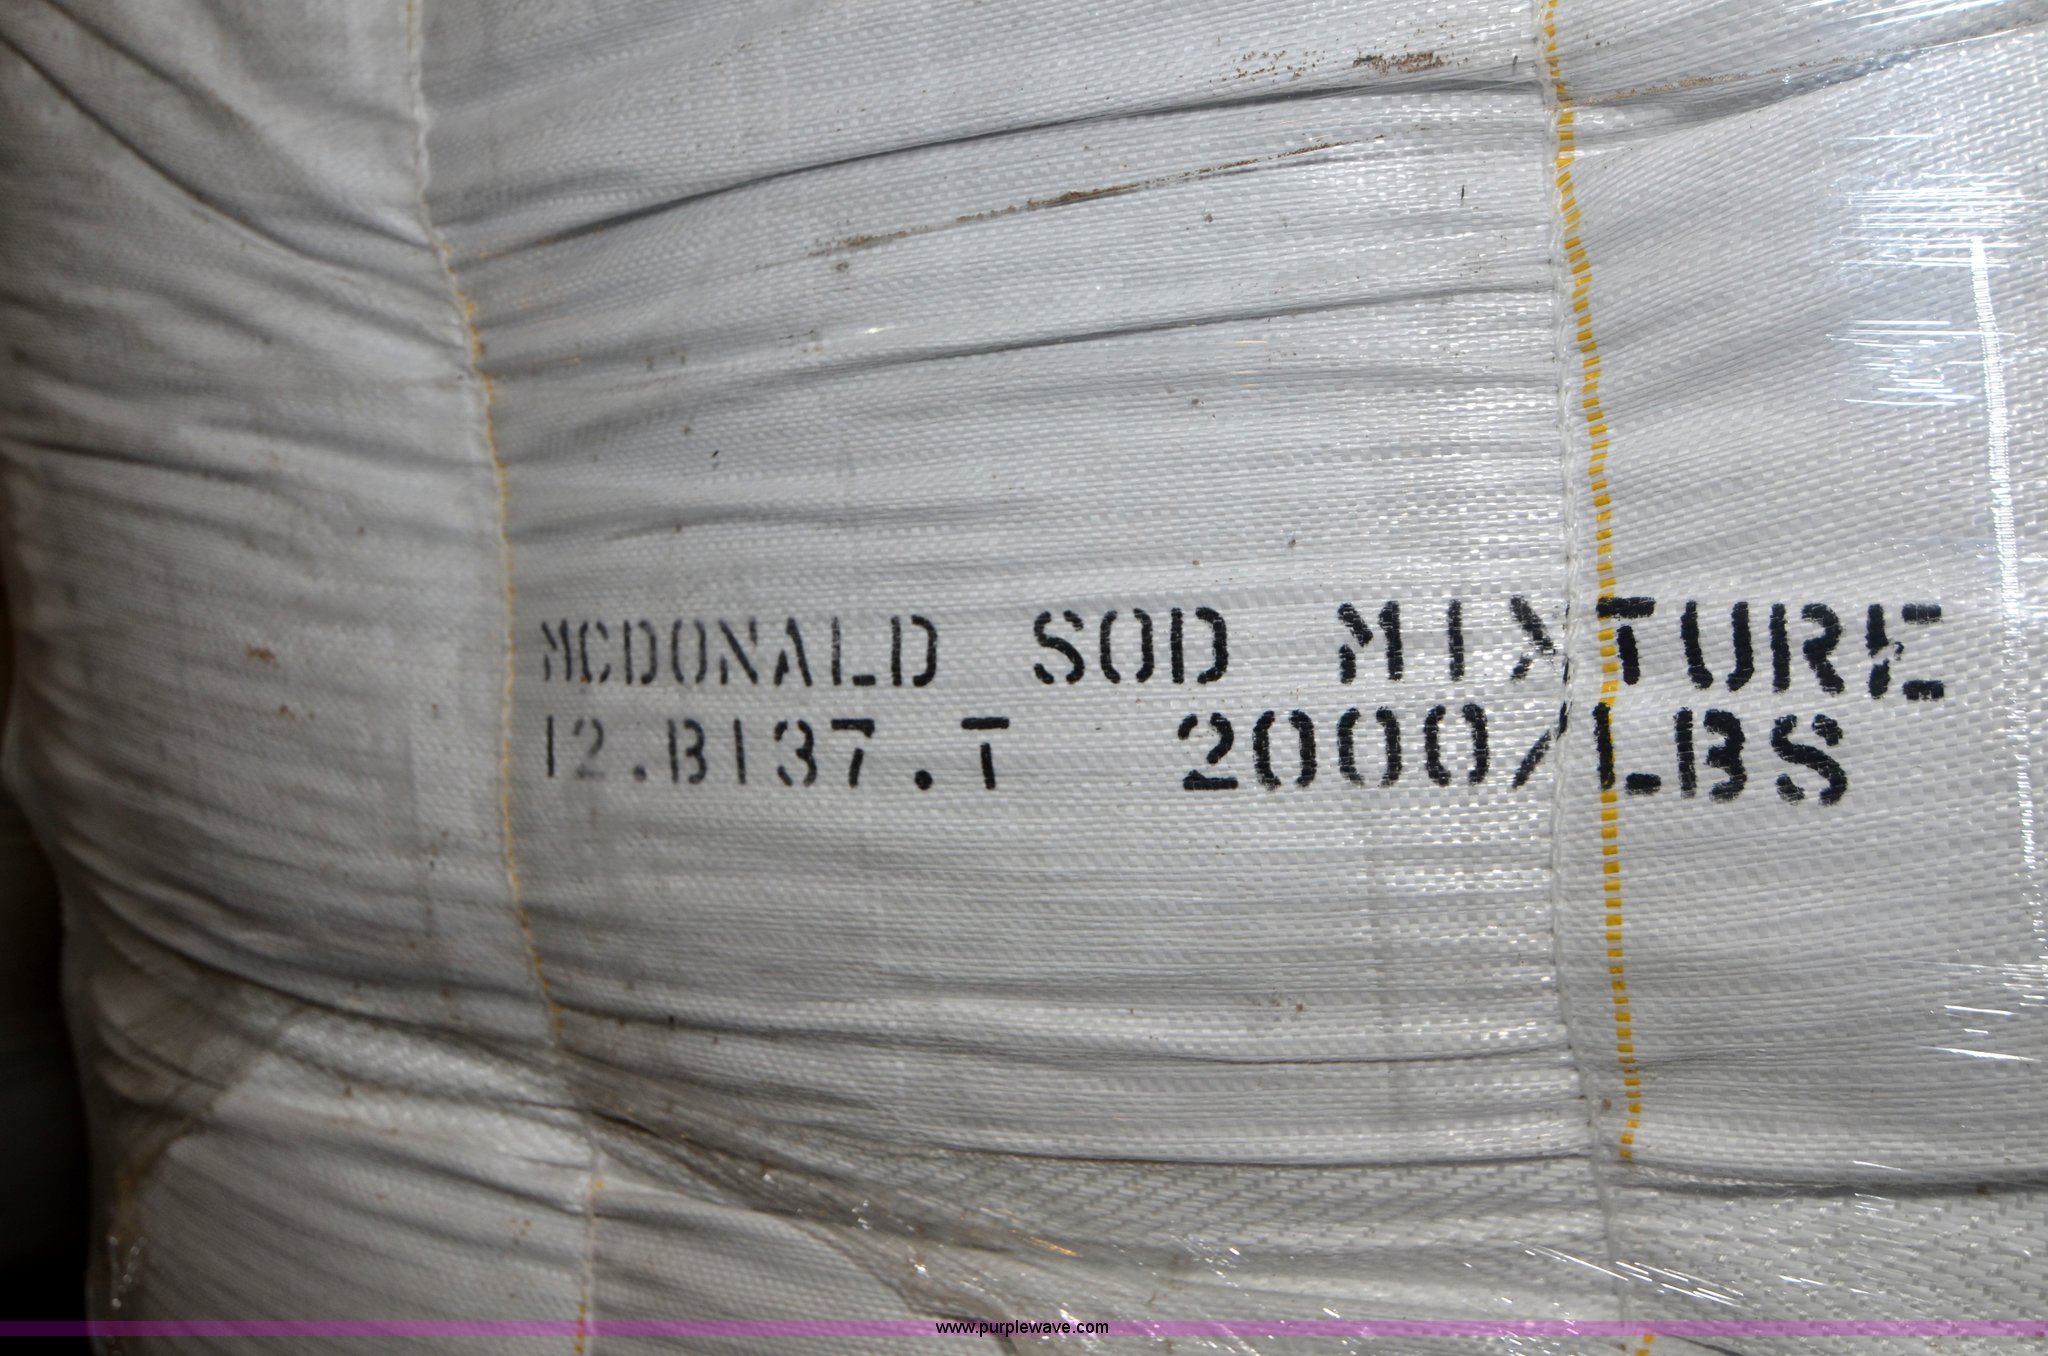 MCDONALD SOD MIXTURE
12.B137.T 2000/LBS
www.purplewave.com